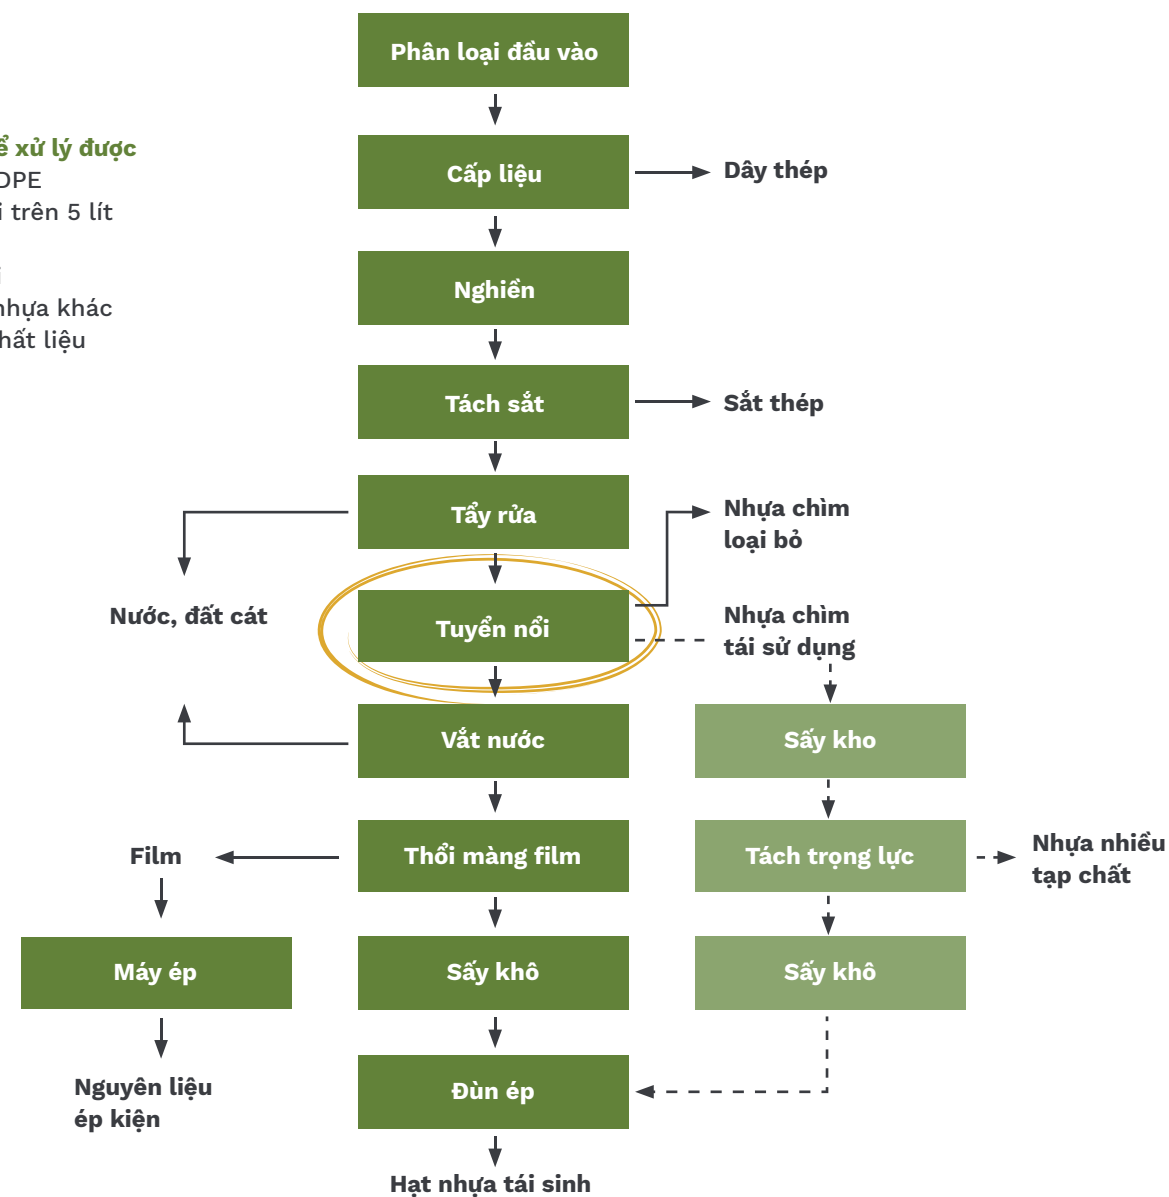 Phân loại đầu vào
ể xử lý được
DPE
i trên 5 lít
i
nhựa khác
hất liệu
Cấp liệu
Dây thép
Nghiền
Tách sắt
Sắt thép
Tẩy rửa
Nhựa chìm
loại bỏ
Nước, đất cát
Tuyển nổi
Nhựa chìm
tái sử dụng
Vắt nước
Sấy kho
Film
Thổi màng film
Tách trọng lực
Nhựa nhiều
tạp chất
Máy ép
Sấy khô
Sấy khô
Nguyên liệu
ép kiện
Đùn ép
Hạt nhựa tái sinh